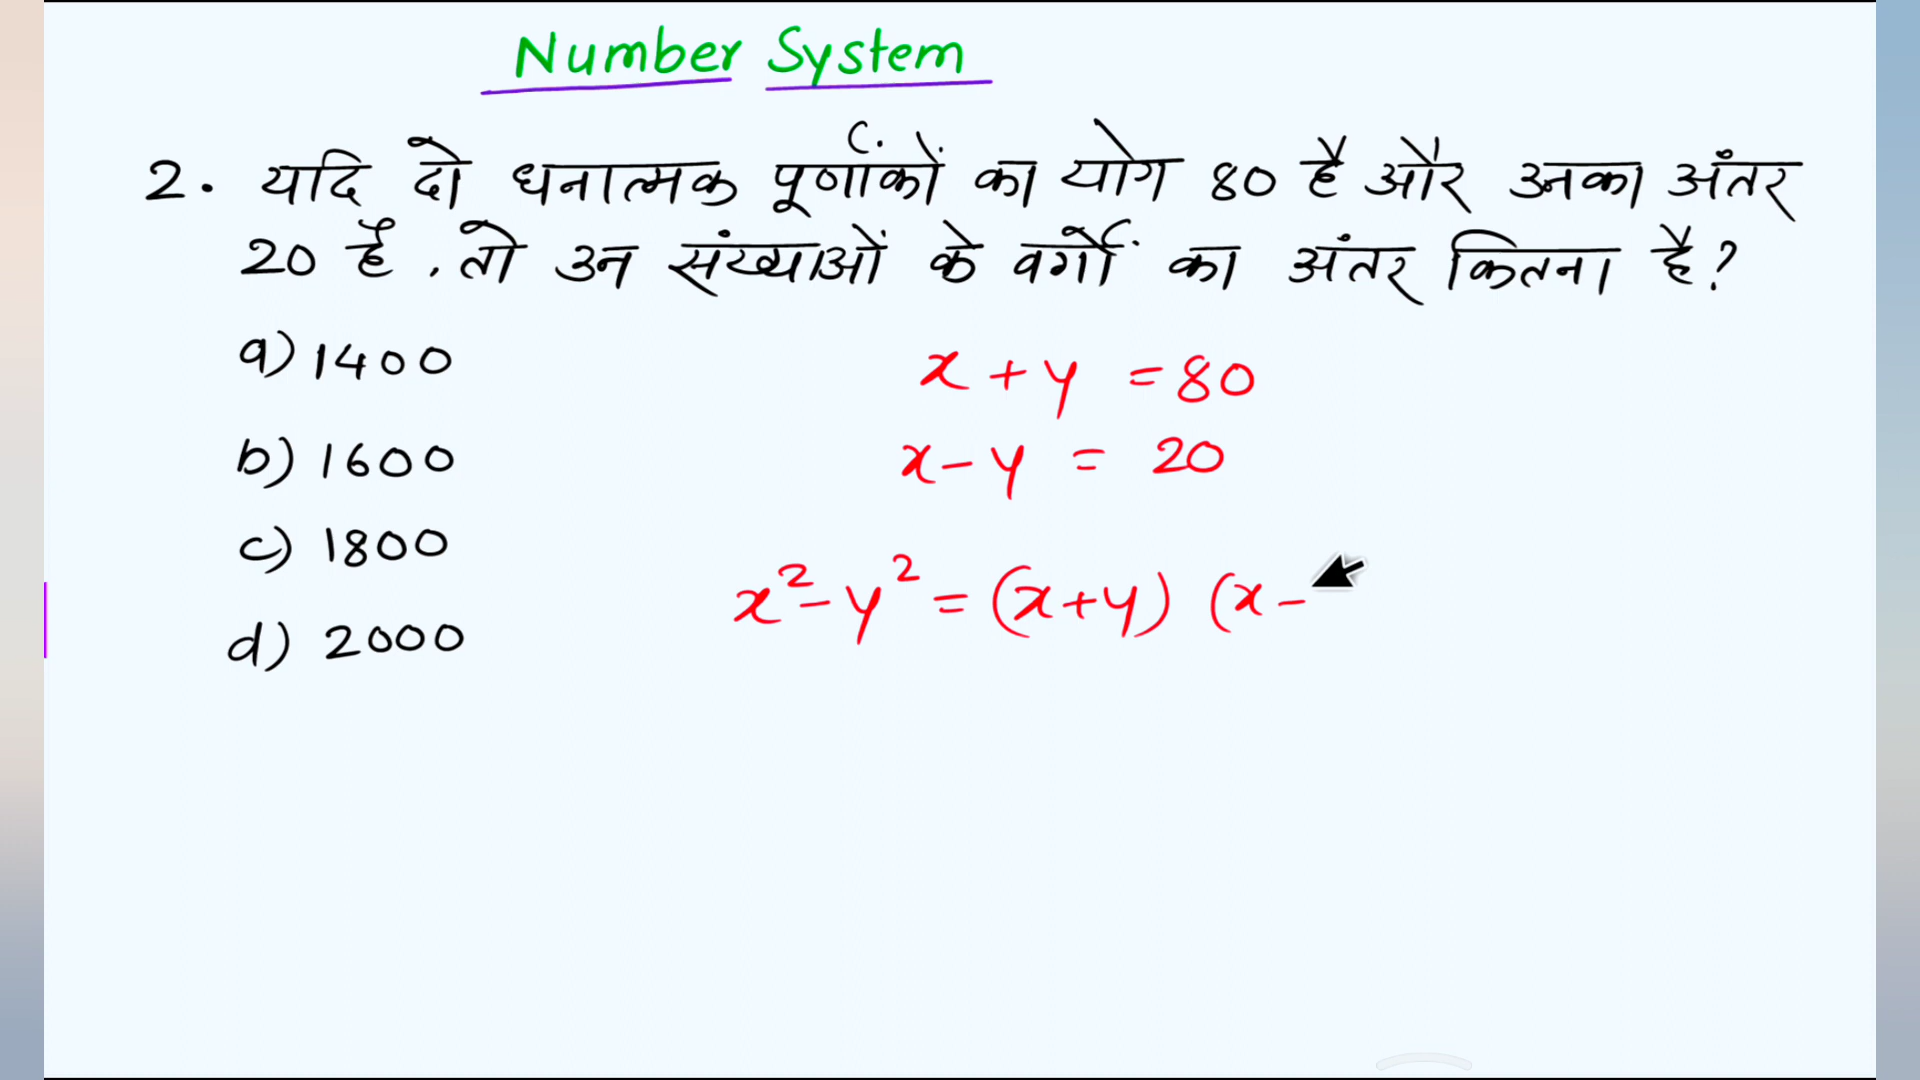 Number System
2. यदि दो धनात्मक पूर्णांकों का योग 80 है और उनका अंतर
20 है, तो उन संख्याओं के वर्गों का अंतर कितना है?
a) 1400
b) 1600
c) 1800
d) 2000
x + y = 80
x - y = 20
x² - y² = (x+y) (x -